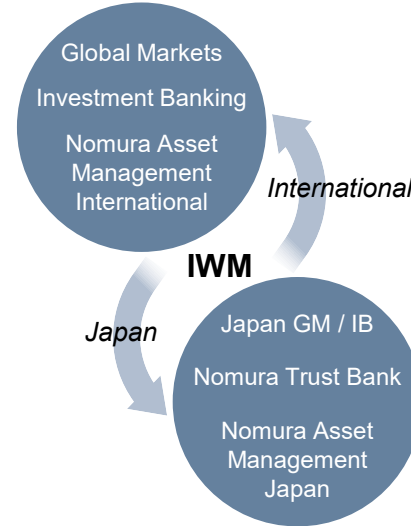 Global Markets
Investment Banking
Nomura Asset
Management
International
International
IWM
Japan
Japan GM / IB
Nomura Trust Bank
Nomura Asset
Management
Japan